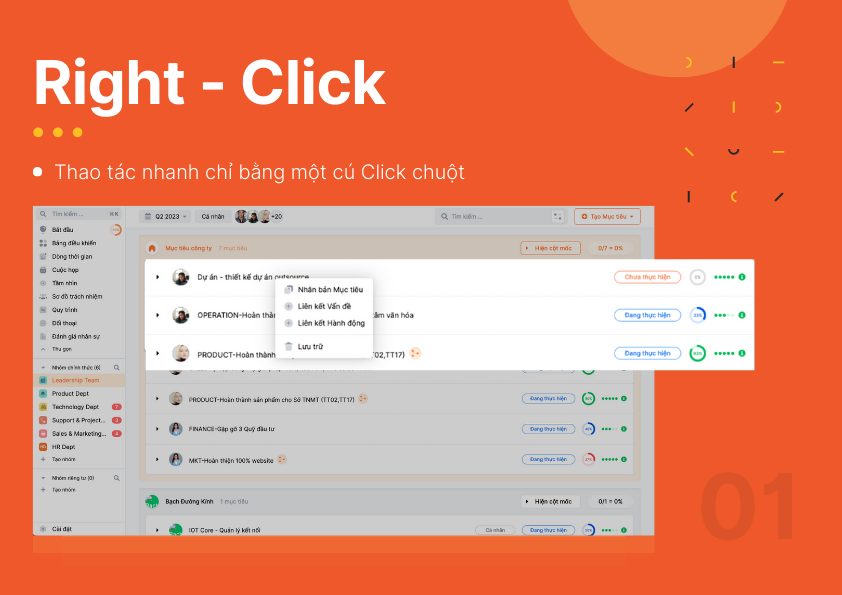 Right - Click
Thao tác nhanh chỉ bằng một cú Click chuột
Tìm kiếm ... ⌘K
Bắt đầu
Bảng điều khiển
Dòng thời gian
Cuộc họp
Tầm nhìn
Sơ đồ trách nhiệm
Quy trình
Đối thoại
Đánh giá nhân sự
Thu gọn
Nhóm chính thức (6)
Leadership Team
Product Dept
Technology Dept 7
Support & Project... 3
Sales & Marketing... 4
HR Dept
Tạo nhóm
Nhóm riêng tư (0)
Tạo nhóm
Cài đặt
Q2 2023 Cá nhân +20 Tìm kiếm ... Tạo Mục tiêu
Mục tiêu công ty 7 mục tiêu Hiện cột mốc 0/7 = 0%
Dự án - thiết kế dự án outsource Chưa thực hiện 0%
Nhân bản Mục tiêu
Liên kết Vấn đề
OPERATION-Hoàn thà tâm văn hóa Đang thực hiện 53%
Liên kết Hành động
Lưu trữ
PRODUCT-Hoàn thành TT02,TT17) Đang thực hiện
PRODUCT-Hoàn thành sản phẩm cho Sở TNMT (TT02,TT17) Đang thực hiện
FINANCE-Gặp gỡ 3 Quỹ đầu tư Đang thực hiện
MKT-Hoàn thiện 100% website Đang thực hiện
Bạch Đường Kính 1 mục tiêu Hiện cột mốc 0/1 = 0%
IOT Core - Quản lý kết nối Cá nhân Đang thực hiện
01